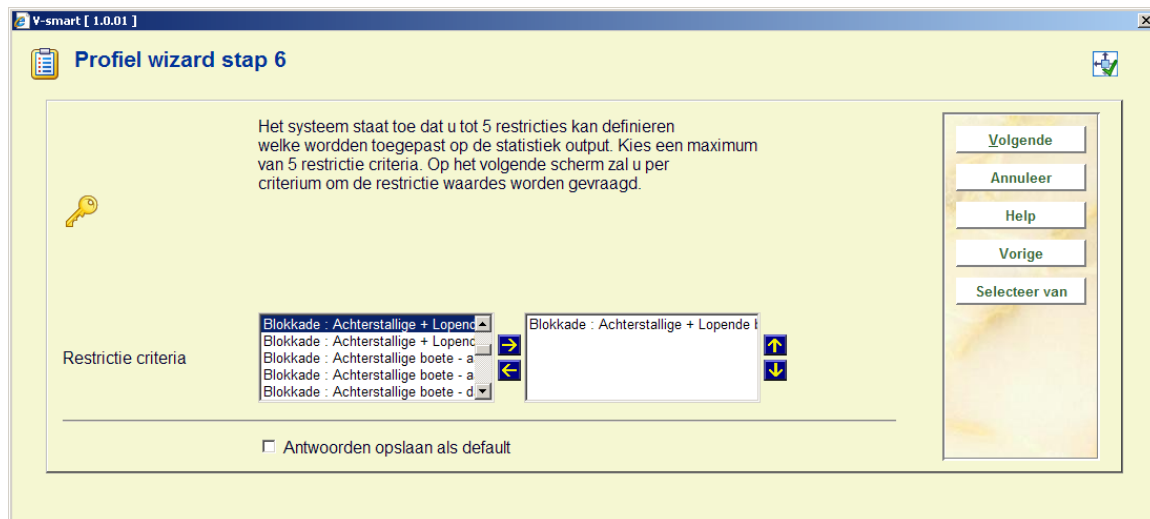 V-smart [ 1.0.01 ]
Profiel wizard stap 6
Het systeem staat toe dat u tot 5 restricties kan definieren
welke wordden toegepast op de statistiek output. Kies een maximum
van 5 restrictie criteria. Op het volgende scherm zal u per
criterium om de restrictie waardes worden gevraagd.
Volgende
Annuleer
Help
Vorige
Selecteer van
Restrictie criteria
Blokkade : Achterstallige + Lopend
Blokkade : Achterstallige + Lopend
Blokkade : Achterstallige boete - a
Blokkade : Achterstallige boete - a
Blokkade : Achterstallige boete - d
Blokkade : Achterstallige + Lopende
Antwoorden opslaan als default